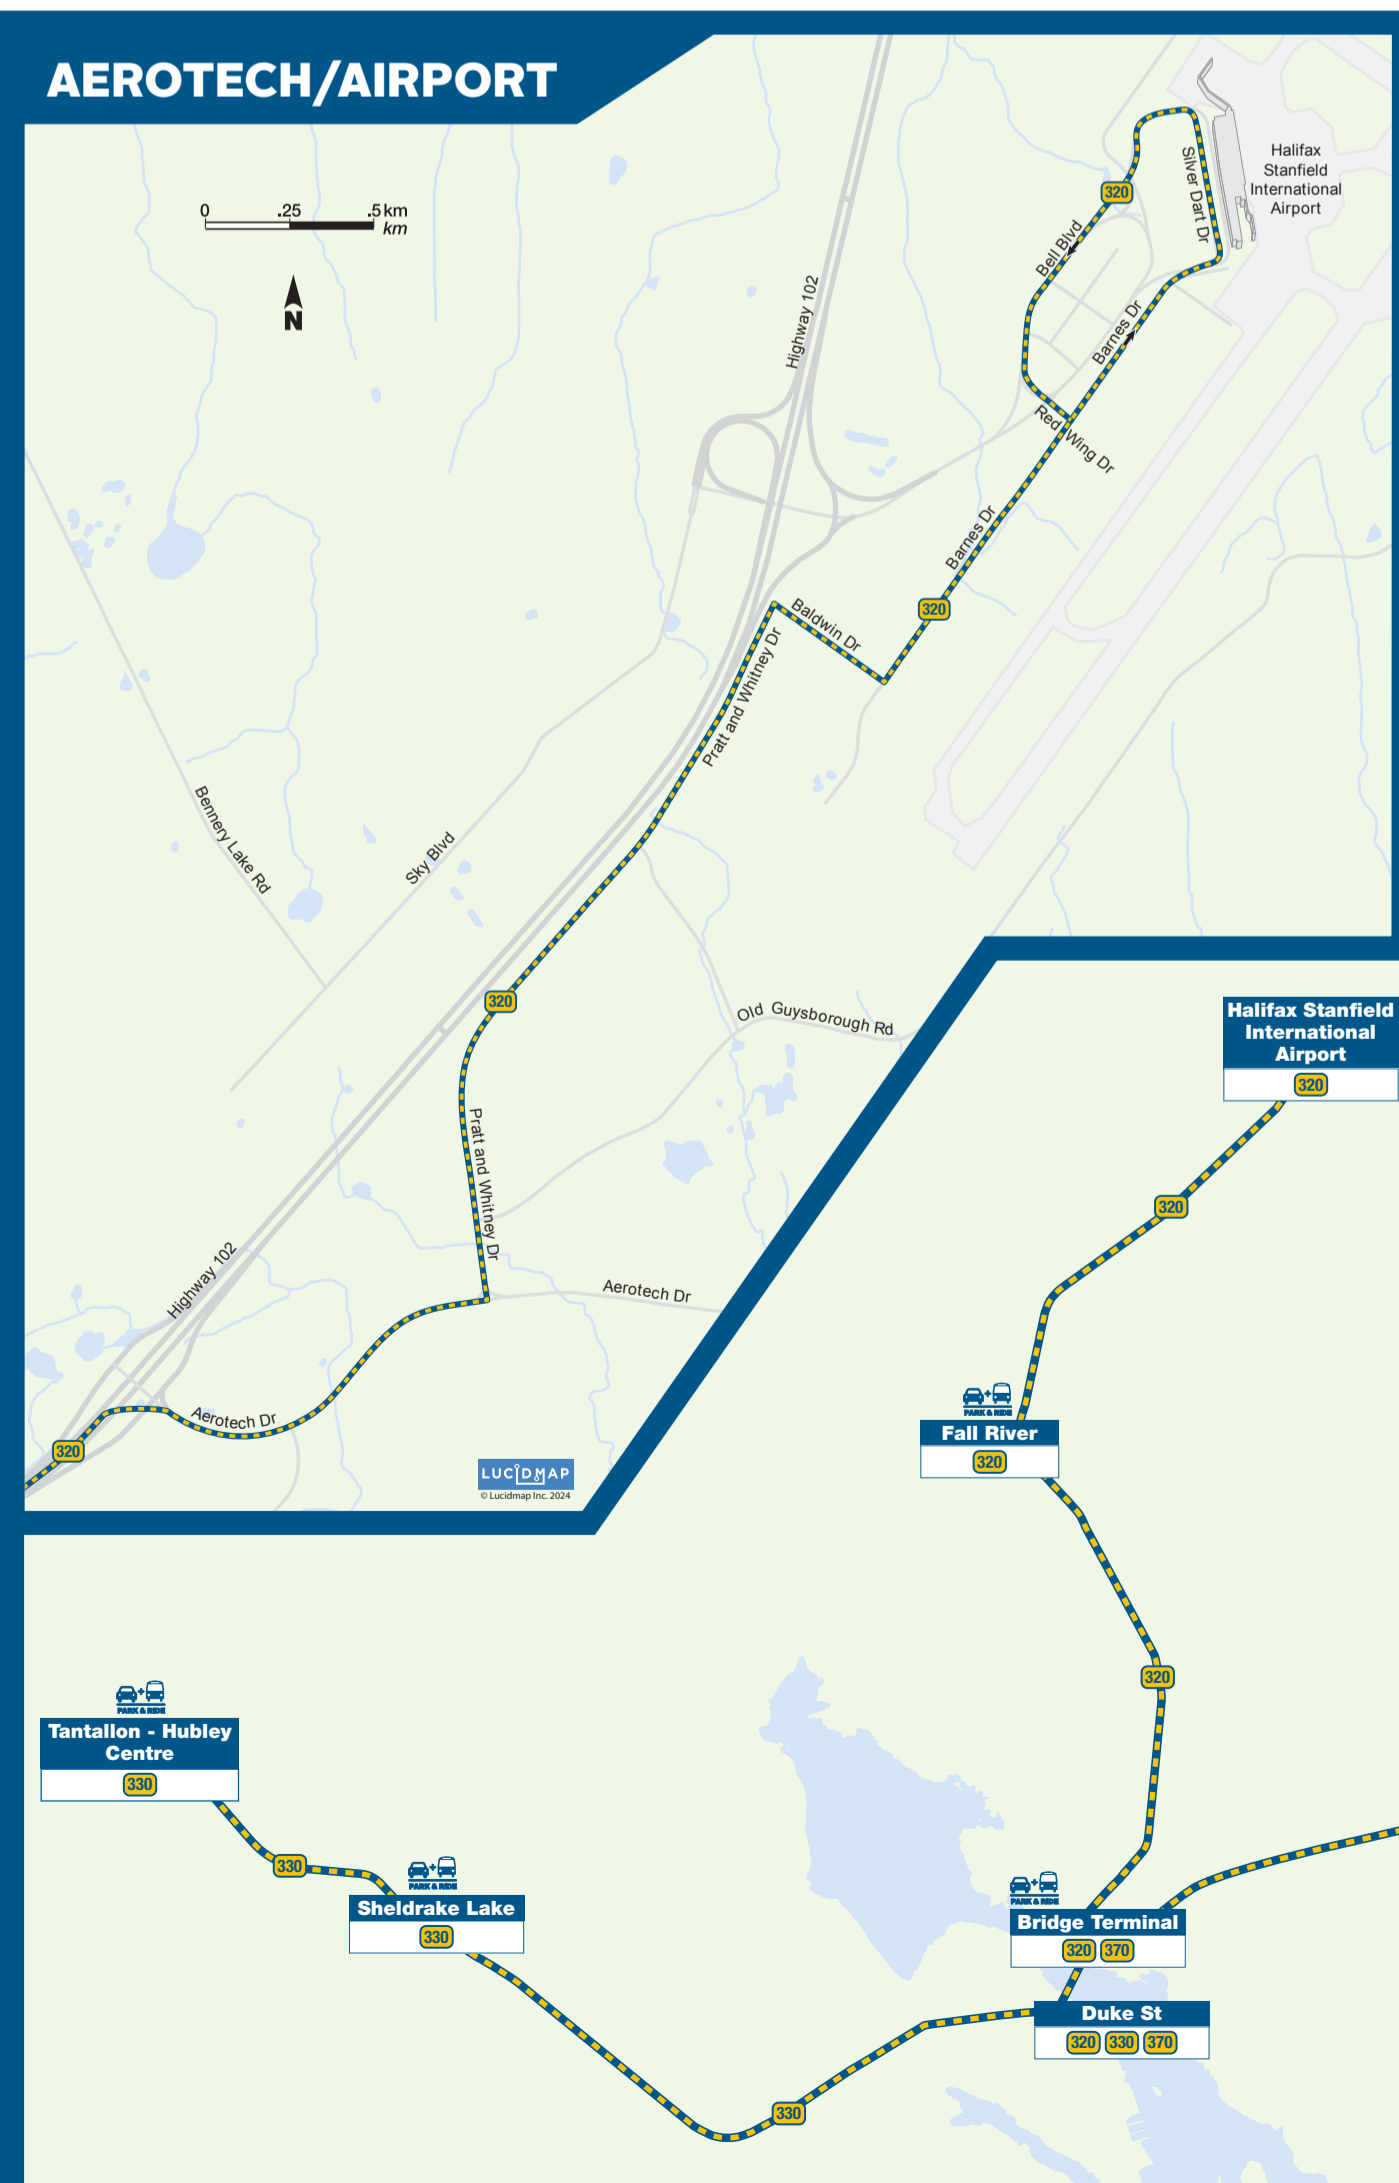 AEROTECH/AIRPORT
0 .25 .5 km
km
N
Halifax
Stanfield
International
Airport
Silver Dart Dr
320
Bell Blvd
Highway 102
Barnes Dr
Red Wing Dr
Barnes Dr
320
Baldwin Dr
Pratt and Whitney Dr
Bennery Lake Rd
Sky Blvd
320
Old Guysborough Rd
Pratt and Whitney Dr
Highway 102
Aerotech Dr
Aerotech Dr
320
LUCIDMAP
© Lucidmap Inc. 2024
Halifax Stanfield
International
Airport
320
320
PARK & RIDE
Fall River
320
320
PARK & RIDE
Tantallon - Hubley
Centre
330
330
PARK & RIDE
Sheldrake Lake
330
PARK & RIDE
Bridge Terminal
320 370
Duke St
320 330 370
330